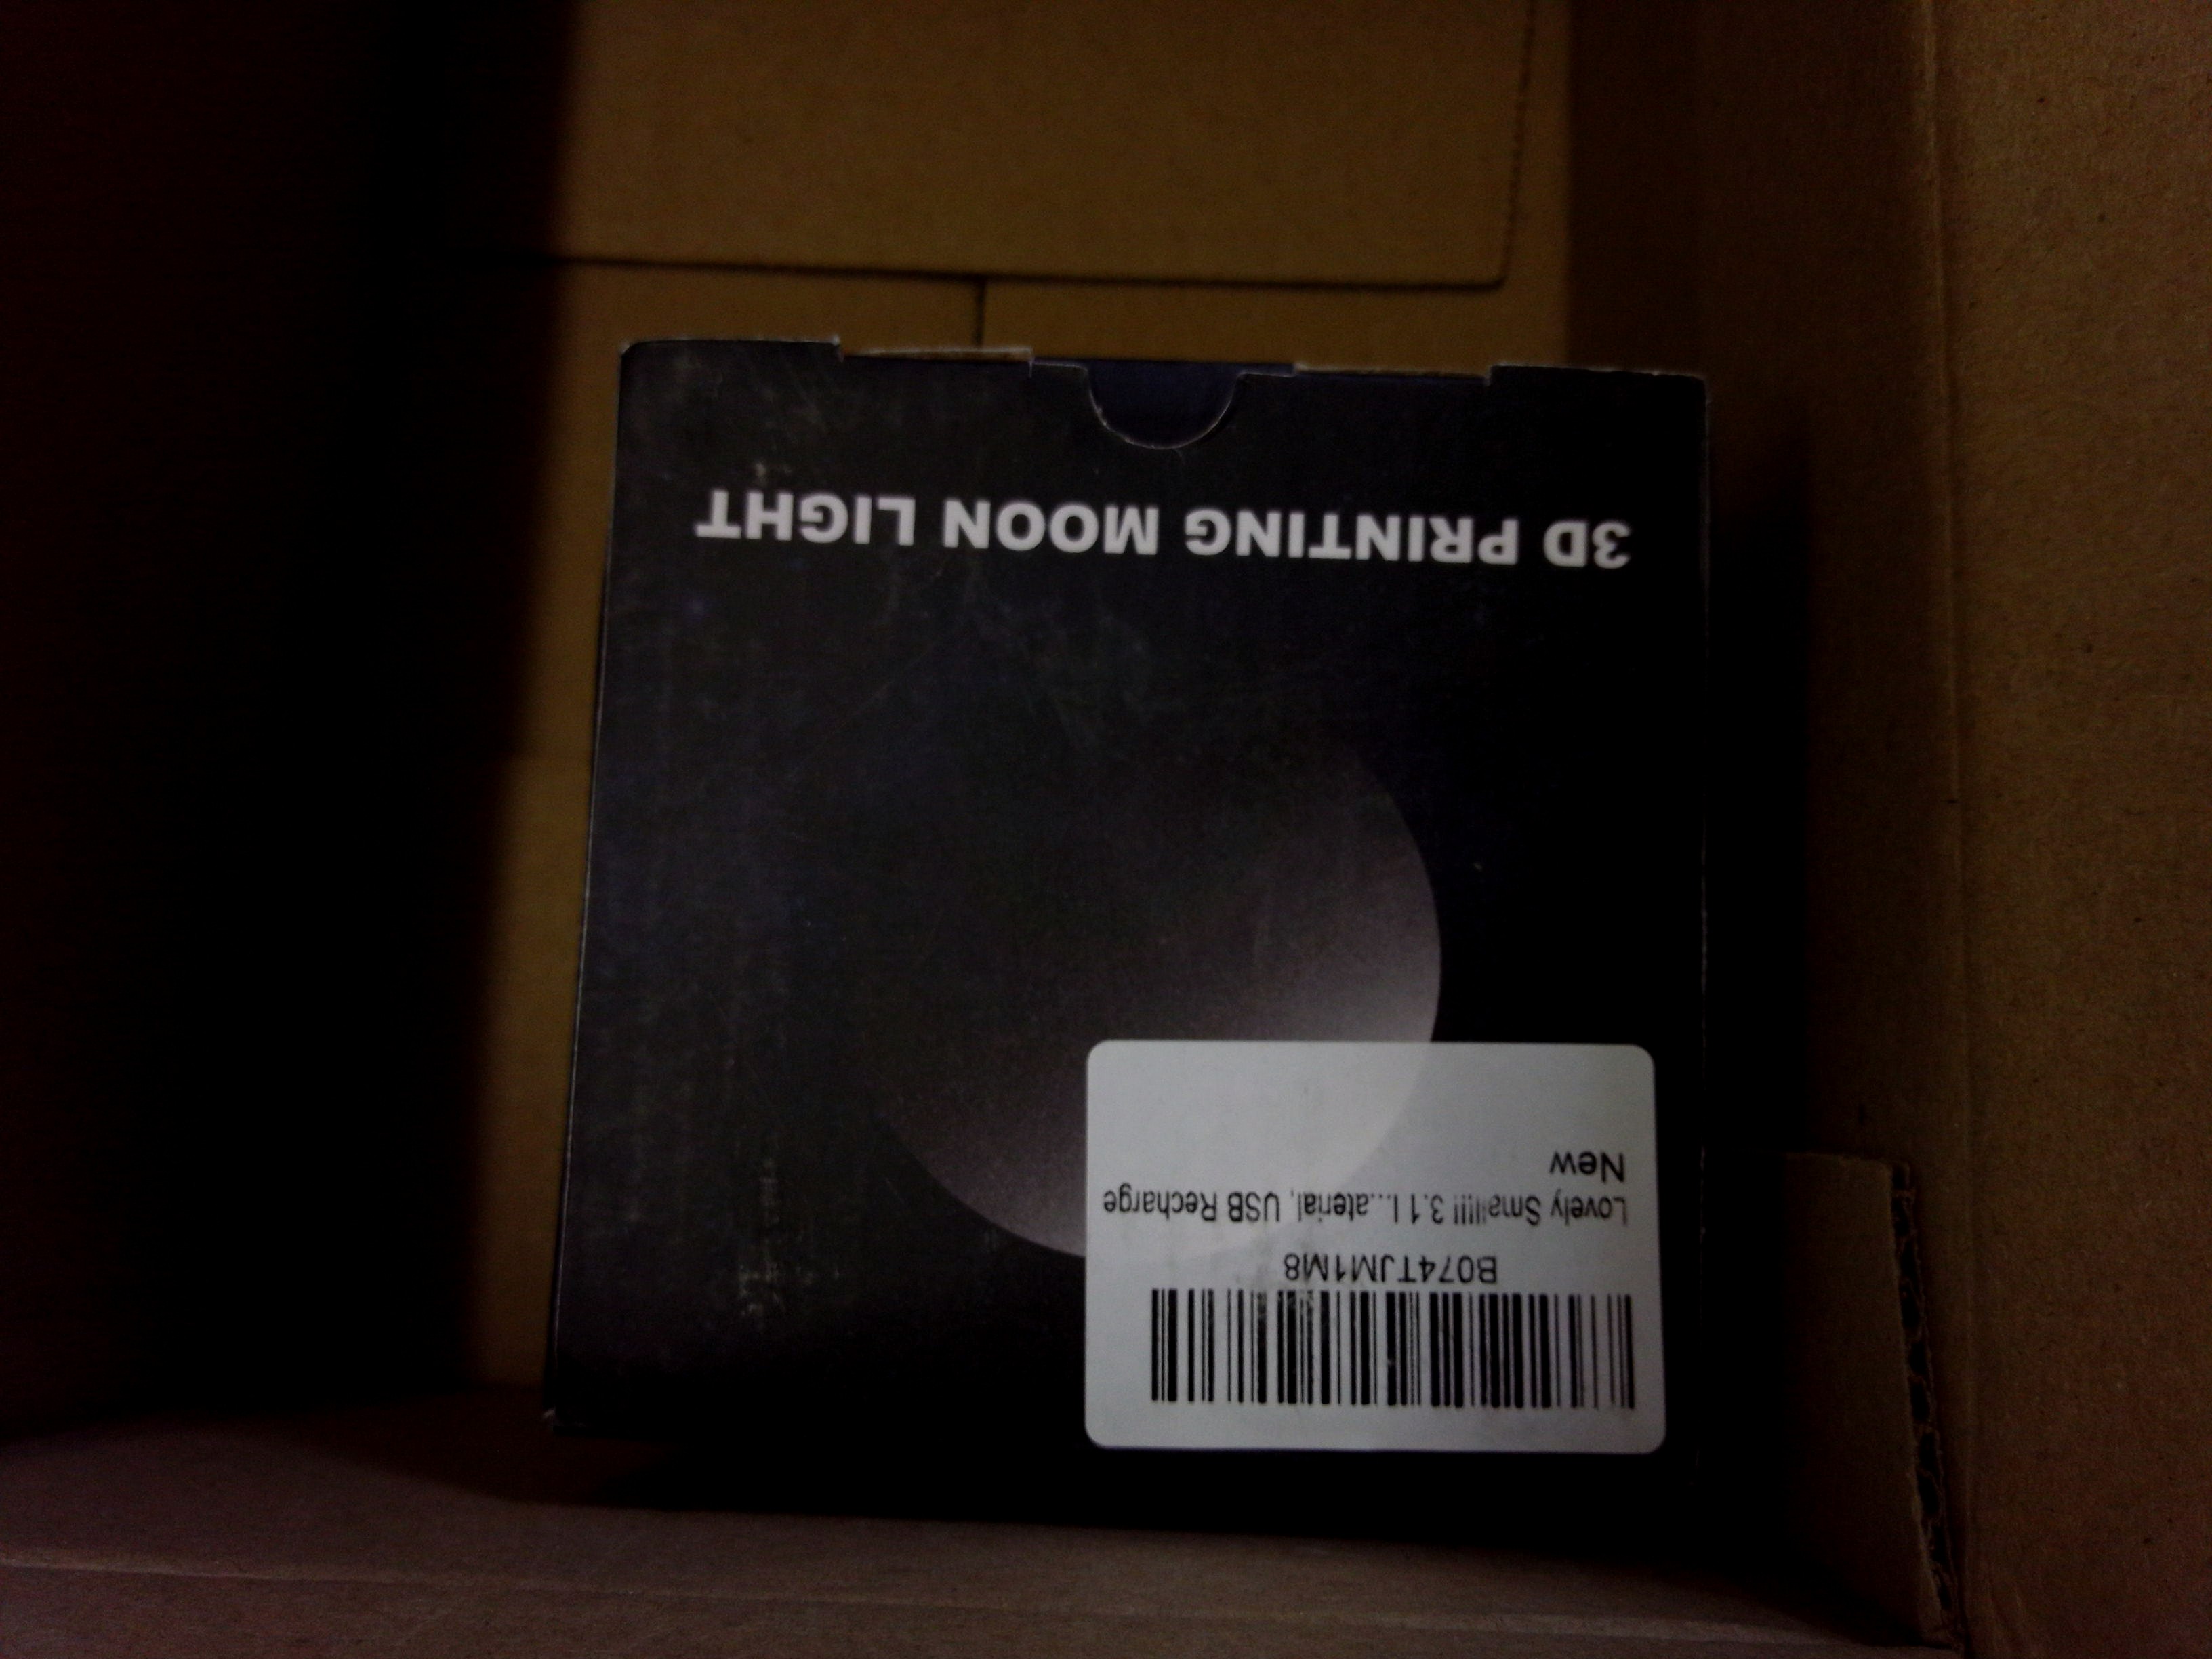 3D PRINTING MOON LIGHT
B074TJM1M8
Lovely Small!!! 3.1 I...aterial, USB Recharge
New